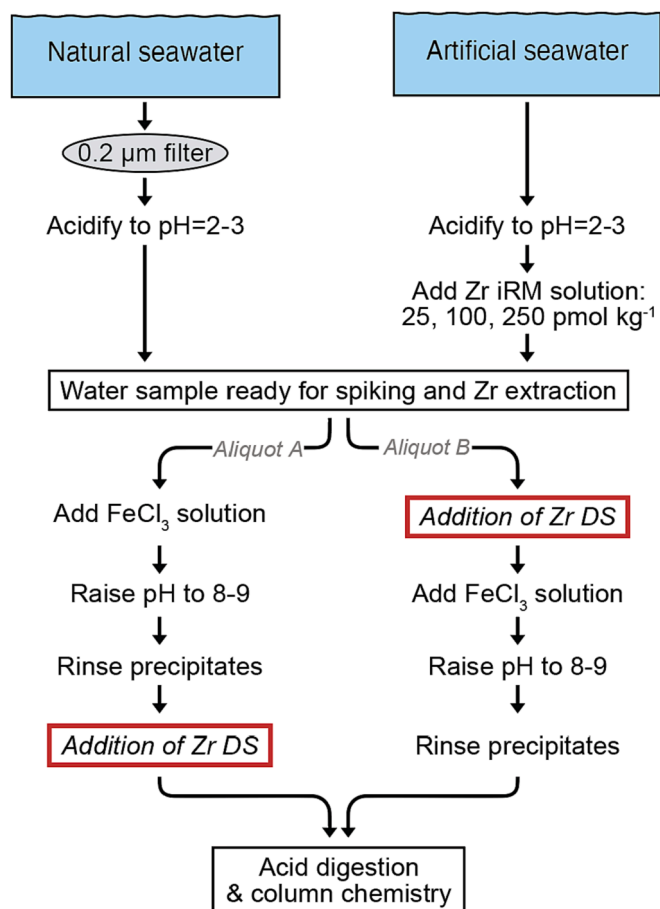 Natural seawater
Artificial seawater
0.2 µm filter
Acidify to pH=2-3
Acidify to pH=2-3
Add Zr iRM solution:
25, 100, 250 pmol kg⁻¹
Water sample ready for spiking and Zr extraction
Aliquot A
Aliquot B
Add FeCl₃ solution
Raise pH to 8-9
Rinse precipitates
Addition of Zr DS
Addition of Zr DS
Add FeCl₃ solution
Raise pH to 8-9
Rinse precipitates
Acid digestion
& column chemistry